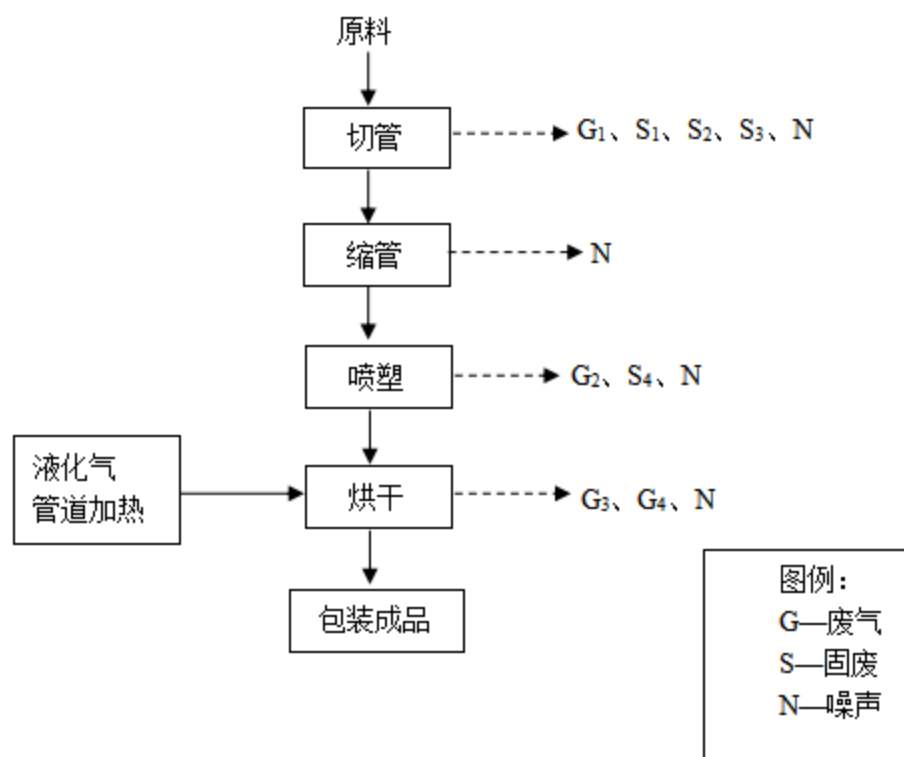 原料
切管
G₁、S₁、S₂、S₃、N
缩管
N
喷塑
G₂、S₄、N
液化气
管道加热
烘干
G₃、G₄、N
包装成品
图例：
G—废气
S—固废
N—噪声